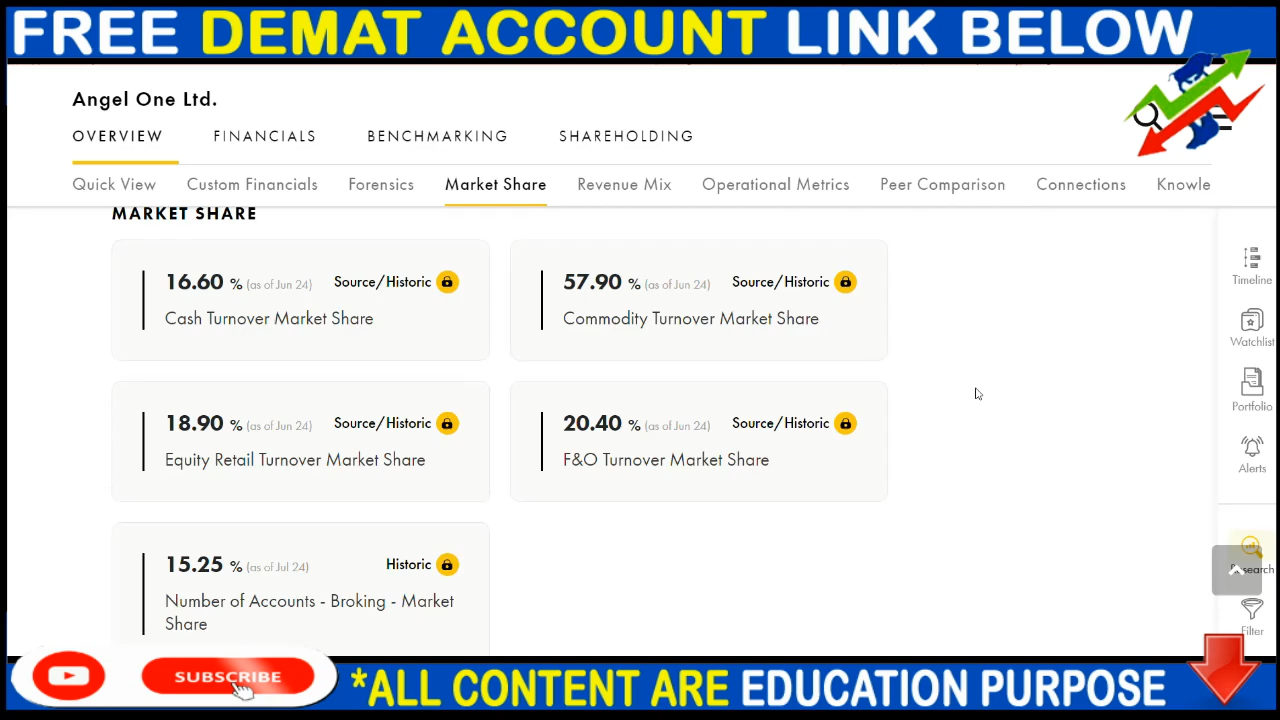 FREE DEMAT ACCOUNT LINK BELOW
Angel One Ltd.
OVERVIEW FINANCIALS BENCHMARKING SHAREHOLDING
Quick View Custom Financials Forensics Market Share Revenue Mix Operational Metrics Peer Comparison Connections Knowle
MARKET SHARE
16.60 % (as of Jun 24) Source/Historic
Cash Turnover Market Share
57.90 % (as of Jun 24) Source/Historic
Commodity Turnover Market Share
18.90 % (as of Jun 24) Source/Historic
Equity Retail Turnover Market Share
20.40 % (as of Jun 24) Source/Historic
F&O Turnover Market Share
15.25 % (as of Jul 24) Historic
Number of Accounts - Broking - Market
Share
Timeline
Watchlist
Portfolio
Alerts
Research
Filter
SUBSCRIBE
*ALL CONTENT ARE EDUCATION PURPOSE